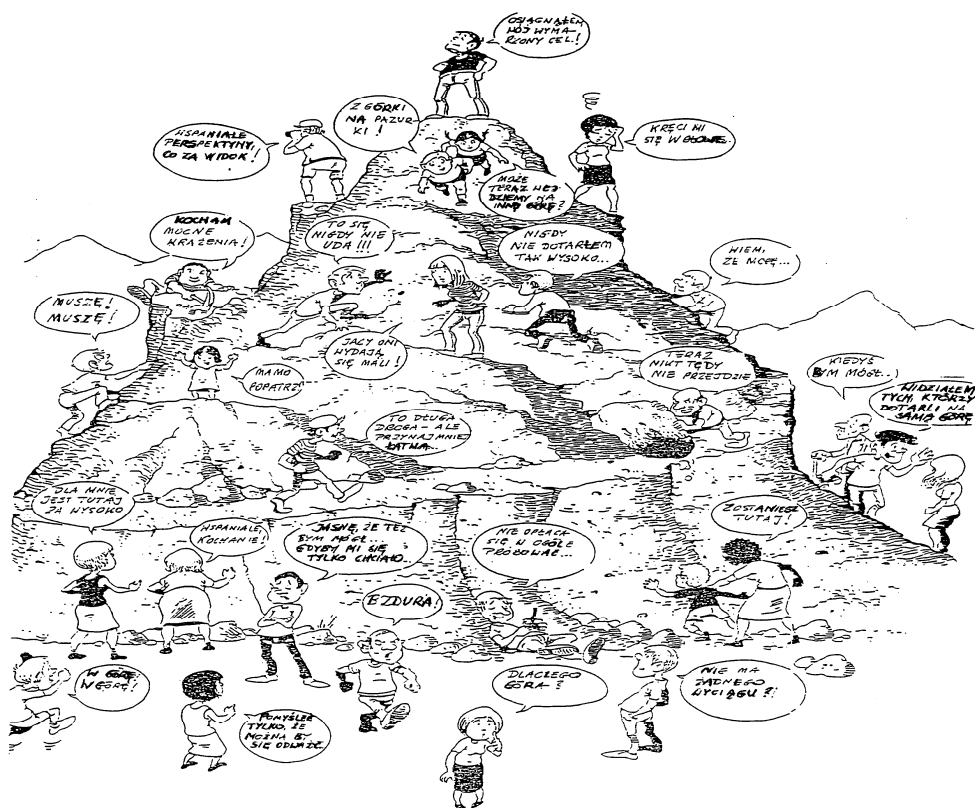 OSIĄGNĄŁEM
MÓJ WYMA-
RZONY CEL!
Z GÓRKI
NA PAZUR-
KI!
WSPANIAŁE
PERSPEKTYWY,
CO ZA WIDOK!
KRĘCI MI
SIĘ W GŁOWIE..
MOŻE
TERAZ WEJ-
DZIEMY NA
INNĄ GÓRĘ?
KOCHAM
MOCNE
WRAŻENIA!
TO SIĘ
NIGDY NIE
UDA!!!
NIGDY
NIE DOTARŁEM
TAK WYSOKO...
WIEM,
ŻE MOGĘ...
MUSZĘ!
MUSZĘ!
JACY ONI
WYDAJĄ
SIĘ MALI!
MAMO
POPATRZ!
TERAZ
NIKT TĘDY
NIE PRZEJDZIE
KIEDYŚ
BYM MÓGŁ...
WIDZIAŁEM
TYCH KTÓRZY
DOTARLI NA
SAMĄ GÓRĘ
TO DŁUGA
DROGA - ALE
PRZYNAJMNIEJ
ŁATWA...
DLA MNIE
JEST TUTAJ
ZA WYSOKO
WSPANIALE,
KOCHANIE!
JASNE, ŻE TEŻ
BYM MÓGŁ..
GDYBY MI SIĘ
TYLKO CHCIAŁO..
NIE OPŁACA
SIĘ W OGÓLE
PRÓBOWAĆ...
ZOSTANIESZ
TUTAJ!
BZDURA!
W GÓRĘ
W GÓRĘ!
POMYŚLEĆ
TYLKO, ŻE
MOŻNA BY
SIĘ ODWAŻYĆ
DLACZEGO
GÓRA?
NIE MA
ŻADNEGO
WYCIĄGU?!